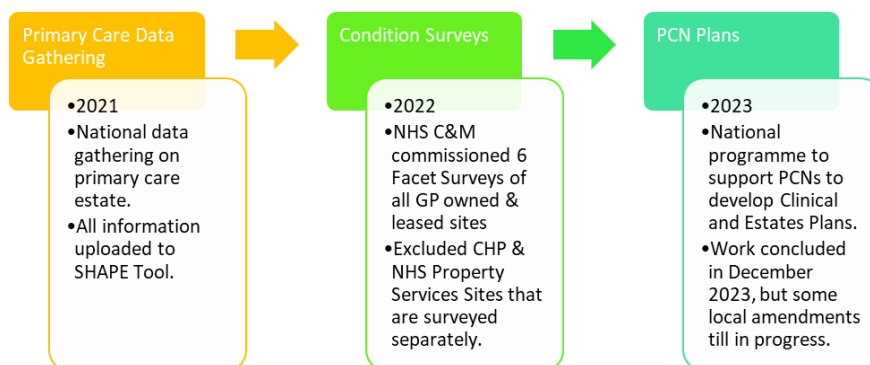 Primary Care Data
Gathering
•2021
•National data
gathering on
primary care
estate.
•All information
uploaded to
SHAPE Tool.
Condition Surveys
•2022
•NHS C&M
commissioned 6
Facet Surveys of
all GP owned &
leased sites
•Excluded CHP &
NHS Property
Services Sites that
are surveyed
separately.
PCN Plans
•2023
•National
programme to
support PCNs to
develop Clinical
and Estates Plans.
•Work concluded
in December
2023, but some
local amendments
till in progress.